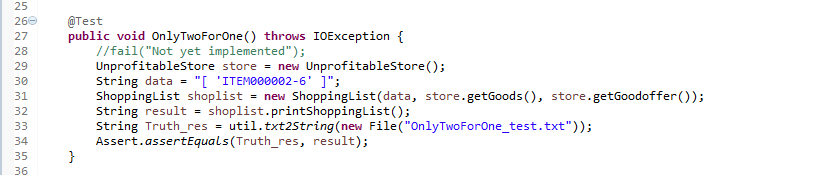 25
26 @Test
27 public void OnlyTwoForOne() throws IOException {
28 //fail("Not yet implemented");
29 UnprofitableStore store = new UnprofitableStore();
30 String data = "[ 'ITEM000002-6' ]";
31 ShoppingList shoplist = new ShoppingList(data, store.getGoods(), store.getGoodoffer());
32 String result = shoplist.printShoppingList();
33 String Truth_res = util.txt2String(new File("OnlyTwoForOne_test.txt"));
34 Assert.assertEquals(Truth_res, result);
35 }
36